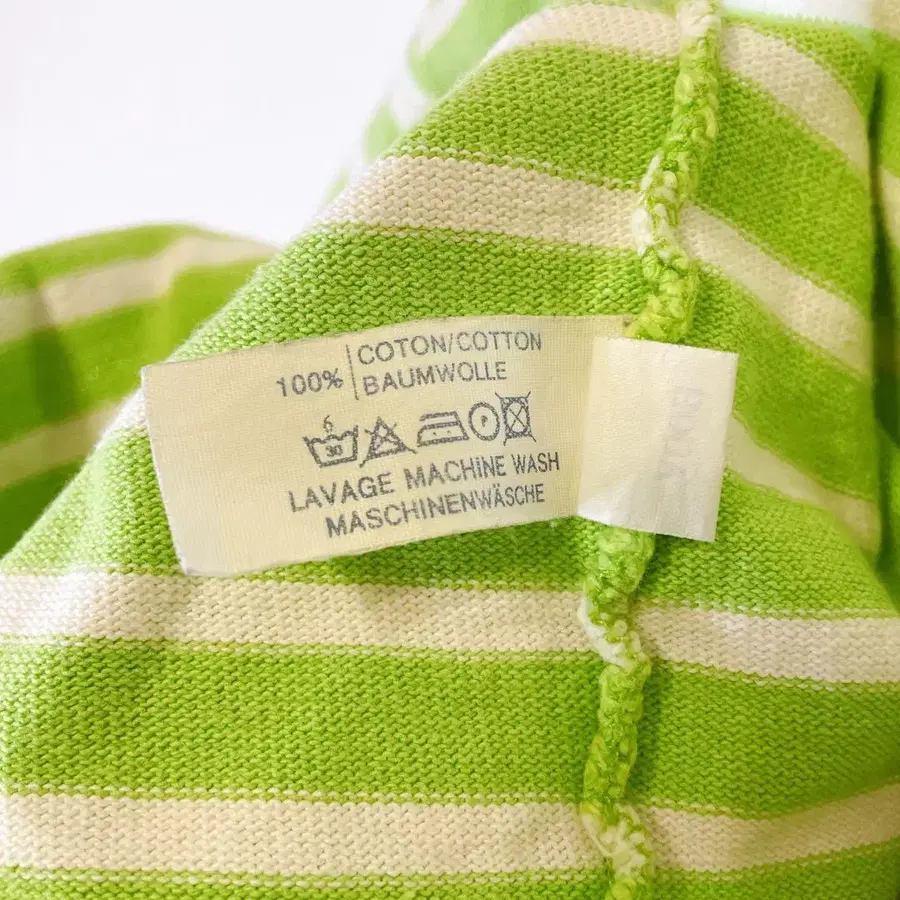 100% COTON/COTTON
BAUMWOLLE
30 P
LAVAGE MACHINE WASH
MASCHINENWÄSCHE